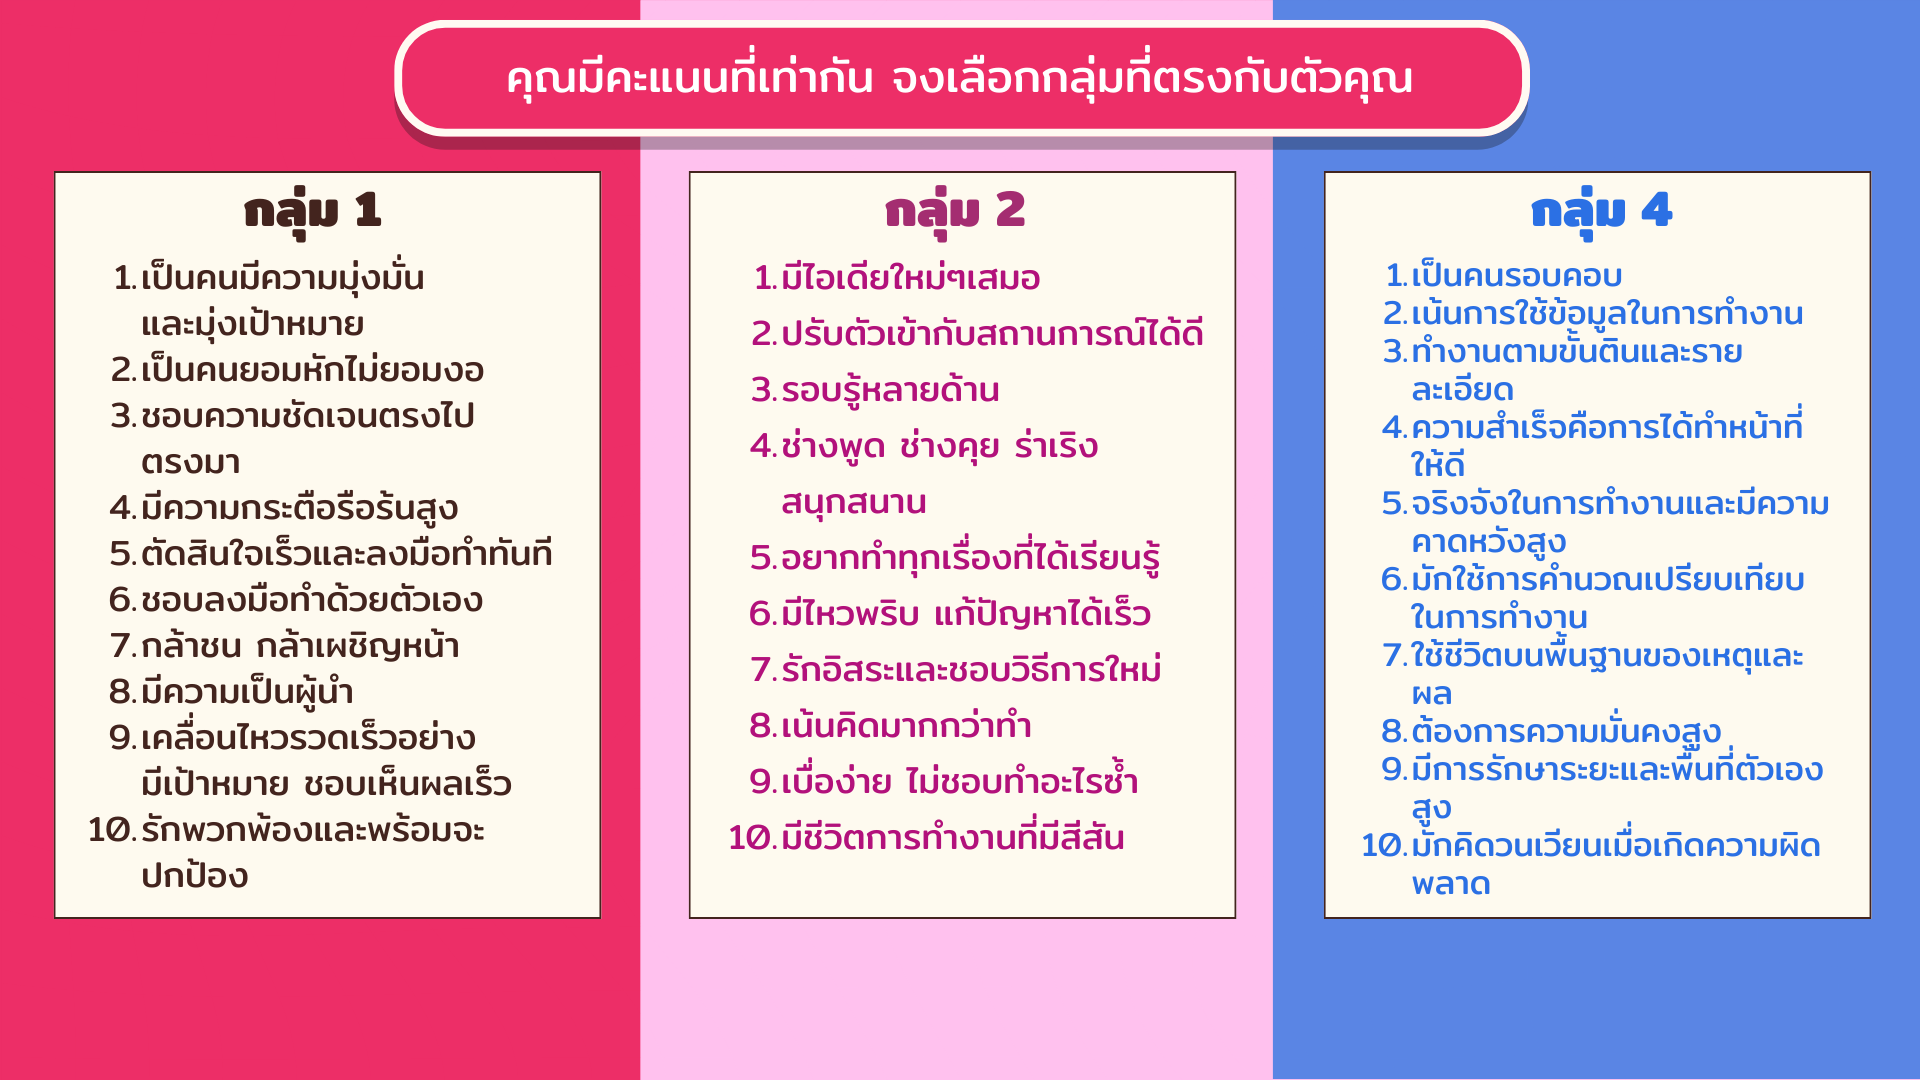 คุณมีคะแนนที่เท่ากัน จงเลือกกลุ่มที่ตรงกับตัวคุณ
กลุ่ม 1
1. เป็นคนมีความมุ่งมั่น
และมุ่งเป้าหมาย
2. เป็นคนยอมหักไม่ยอมงอ
3. ชอบความชัดเจนตรงไป
ตรงมา
4. มีความกระตือรือร้นสูง
5. ตัดสินใจเร็วและลงมือทำทันที
6. ชอบลงมือทำด้วยตัวเอง
7. กล้าชน กล้าเผชิญหน้า
8. มีความเป็นผู้นำ
9. เคลื่อนไหวรวดเร็วอย่าง
มีเป้าหมาย ชอบเห็นผลเร็ว
10. รักพวกพ้องและพร้อมจะ
ปกป้อง
กลุ่ม 2
1. มีไอเดียใหม่ๆเสมอ
2. ปรับตัวเข้ากับสถานการณ์ได้ดี
3. รอบรู้หลายด้าน
4. ช่างพูด ช่างคุย ร่าเริง
สนุกสนาน
5. อยากทำทุกเรื่องที่ได้เรียนรู้
6. มีไหวพริบ แก้ปัญหาได้เร็ว
7. รักอิสระและชอบวิธีการใหม่
8. เน้นคิดมากกว่าทำ
9. เบื่อง่าย ไม่ชอบทำอะไรซ้ำ
10. มีชีวิตการทำงานที่มีสีสัน
กลุ่ม 4
1. เป็นคนรอบคอบ
2. เน้นการใช้ข้อมูลในการทำงาน
3. ทำงานตามขั้นตินและราย
ละเอียด
4. ความสำเร็จคือการได้ทำหน้าที่
ให้ดี
5. จริงจังในการทำงานและมีความ
คาดหวังสูง
6. มักใช้การคำนวณเปรียบเทียบ
ในการทำงาน
7. ใช้ชีวิตบนพื้นฐานของเหตุและ
ผล
8. ต้องการความมั่นคงสูง
9. มีการรักษาระยะและพื้นที่ตัวเอง
สูง
10. มักคิดวนเวียนเมื่อเกิดความผิด
พลาด